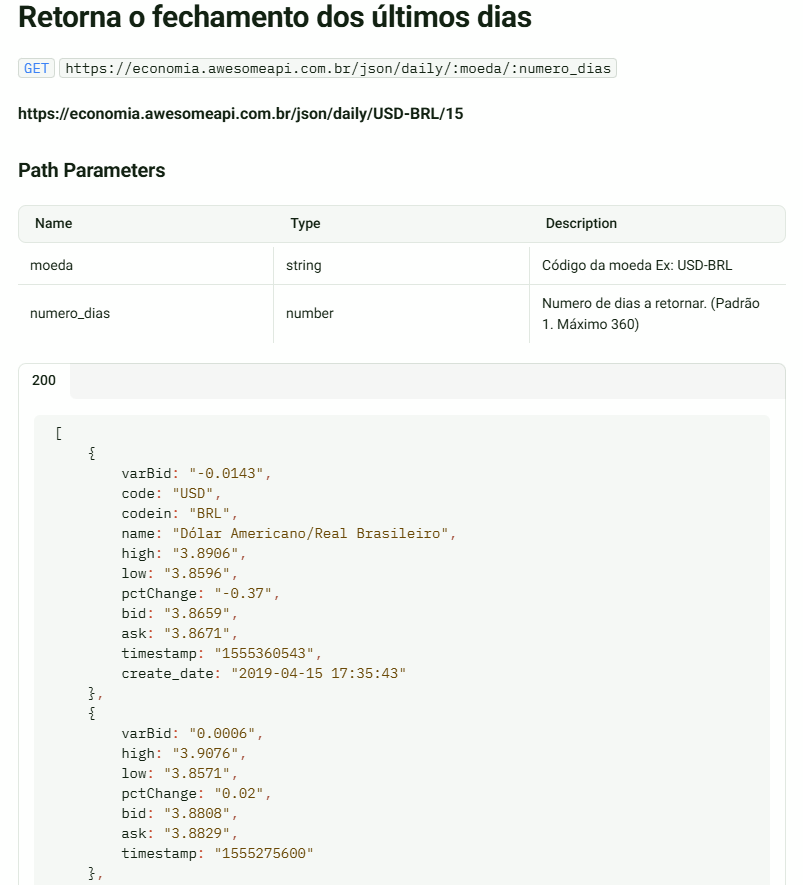 Retorna o fechamento dos últimos dias
GET https://economia.awesomeapi.com.br/json/daily/:moeda/:numero_dias
https://economia.awesomeapi.com.br/json/daily/USD-BRL/15
Path Parameters
Name Type Description
moeda string Código da moeda Ex: USD-BRL
numero_dias number Numero de dias a retornar. (Padrão
1. Máximo 360)
200
[
{
varBid: "-0.0143",
code: "USD",
codein: "BRL",
name: "Dólar Americano/Real Brasileiro",
high: "3.8906",
low: "3.8596",
pctChange: "-0.37",
bid: "3.8659",
ask: "3.8671",
timestamp: "1555360543",
create_date: "2019-04-15 17:35:43"
},
{
varBid: "0.0006",
high: "3.9076",
low: "3.8571",
pctChange: "0.02",
bid: "3.8808",
ask: "3.8829",
timestamp: "1555275600"
},